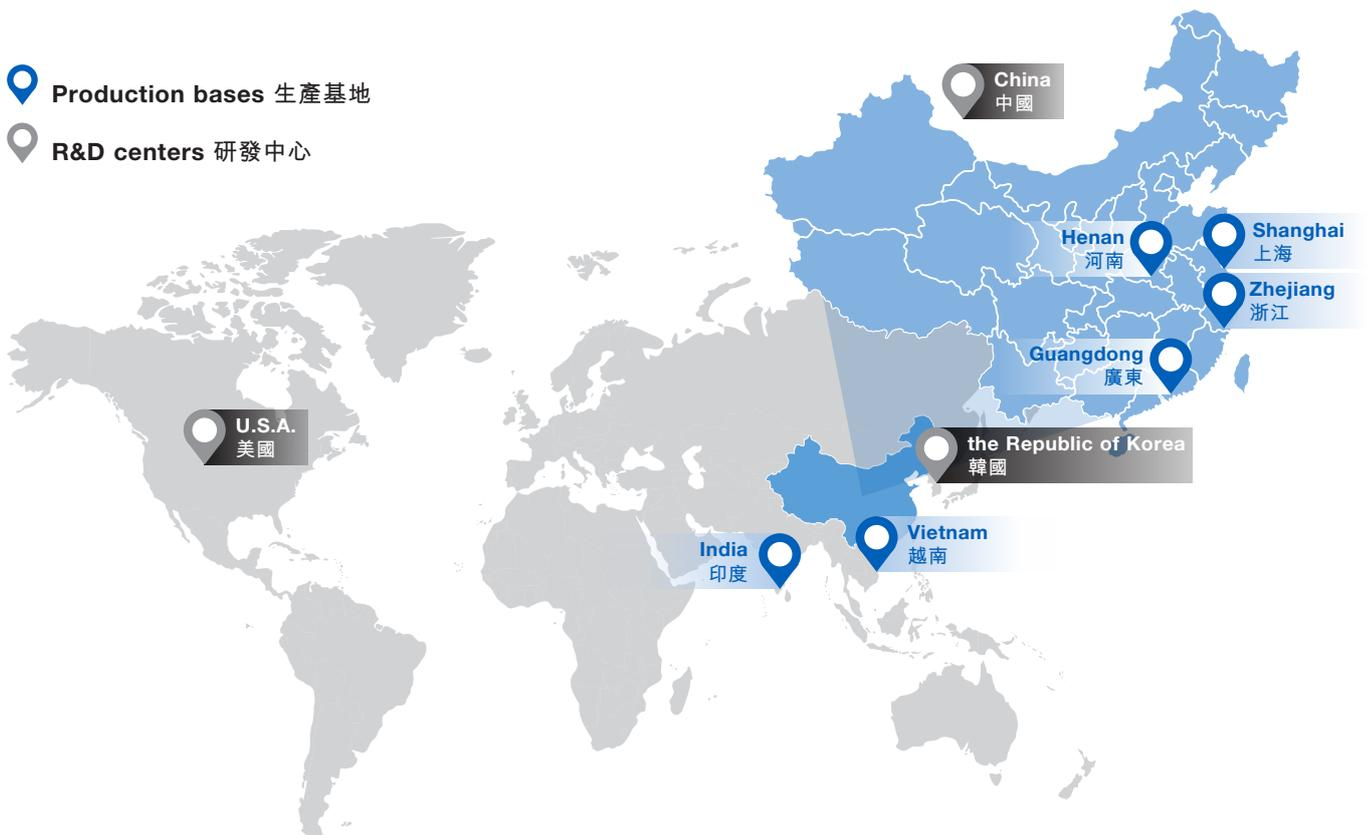 Production bases 生產基地
R&D centers 研發中心
China
中國
Henan
河南
Shanghai
上海
Zhejiang
浙江
Guangdong
廣東
U.S.A.
美國
the Republic of Korea
韓國
India
印度
Vietnam
越南